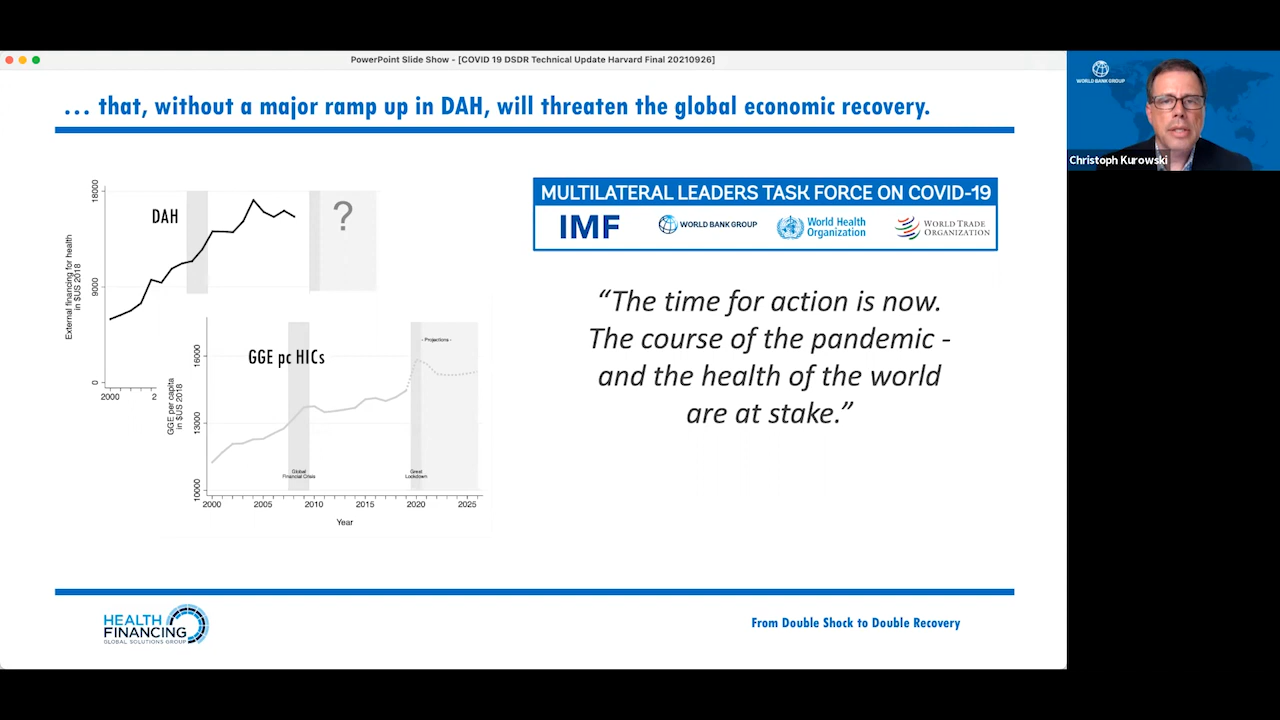 PowerPoint Slide Show - [COVID 19 DSDR Technical Update Harvard Final 20210926]
… that, without a major ramp up in DAH, will threaten the global economic recovery.
WORLD BANK GROUP
Christoph Kurowski
DAH
?
External financing for health
in $US 2018
18000
9000
0
2000
2
GGE pc HICs
- Projections -
GGE per capita
in $US 2018
16000
13000
10000
Global
Financial Crisis
Great
Lockdown
2000
2005
2010
2015
2020
2025
Year
MULTILATERAL LEADERS TASK FORCE ON COVID-19
IMF
WORLD BANK GROUP
World Health
Organization
WORLD TRADE
ORGANIZATION
“The time for action is now.
The course of the pandemic -
and the health of the world
are at stake.”
HEALTH
FINANCING
GLOBAL SOLUTIONS GROUP
From Double Shock to Double Recovery